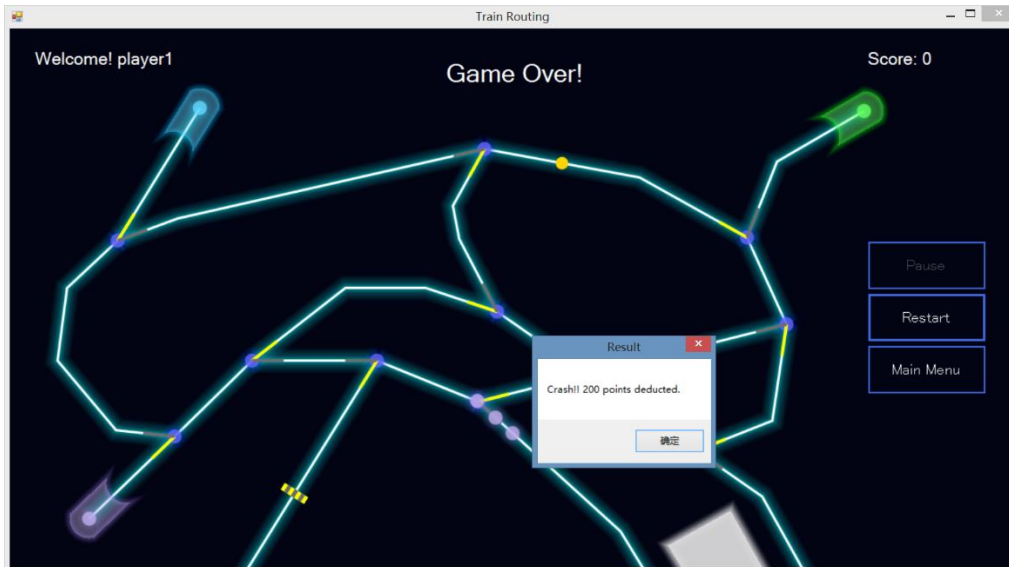 Train Routing
Welcome! player1
Score: 0
Game Over!
Pause
Restart
Main Menu
Result
Crash!! 200 points deducted.
确定